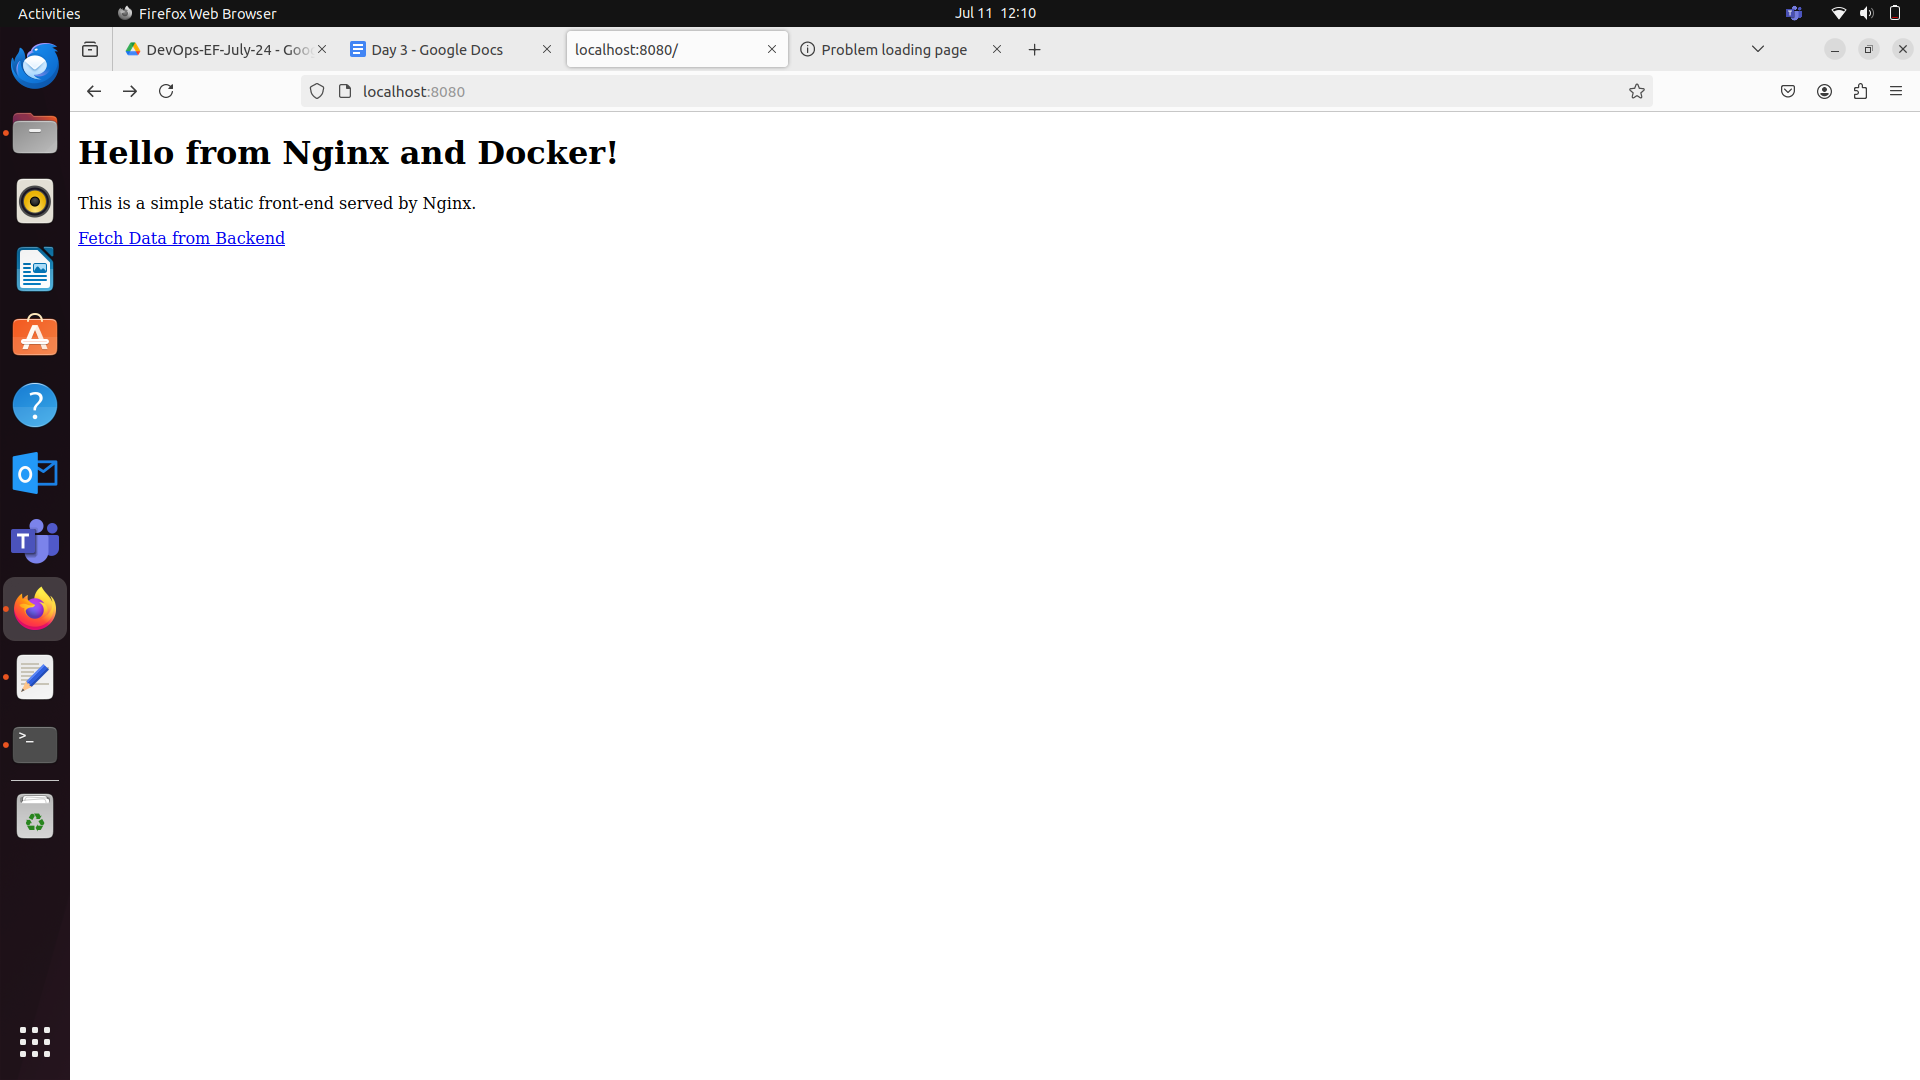 Activities
Firefox Web Browser
Jul 11 12:10
DevOps-EF-July-24 - Goo
Day 3 - Google Docs
localhost:8080/
Problem loading page
localhost:8080
Hello from Nginx and Docker!
This is a simple static front-end served by Nginx.
Fetch Data from Backend